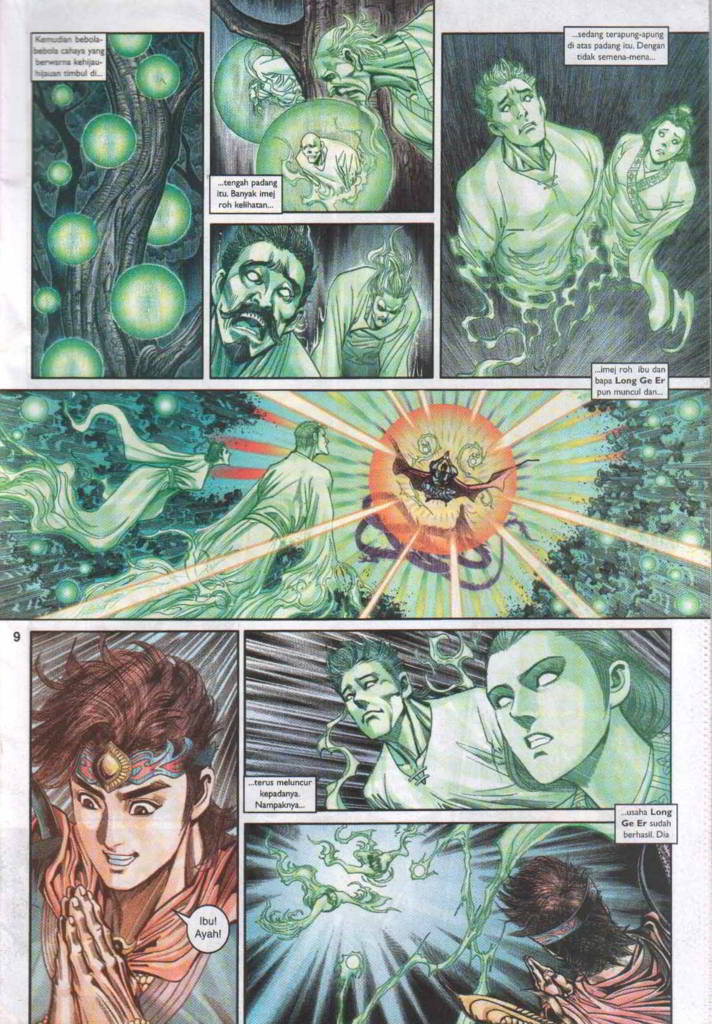 Kemudian bebola-
bebola cahaya yang
berwarna kehijau-
hijauan timbul di...
...tengah padang
itu. Banyak imej
roh kelihatan...
...sedang terapung-apung
di atas padang itu. Dengan
tidak semena-mena...
...imej roh ibu dan
bapa Long Ge Er
pun muncul dan...
9
Ibu!
Ayah!
...terus meluncur
kepadanya.
Nampaknya...
...usaha Long
Ge Er sudah
berhasil. Dia